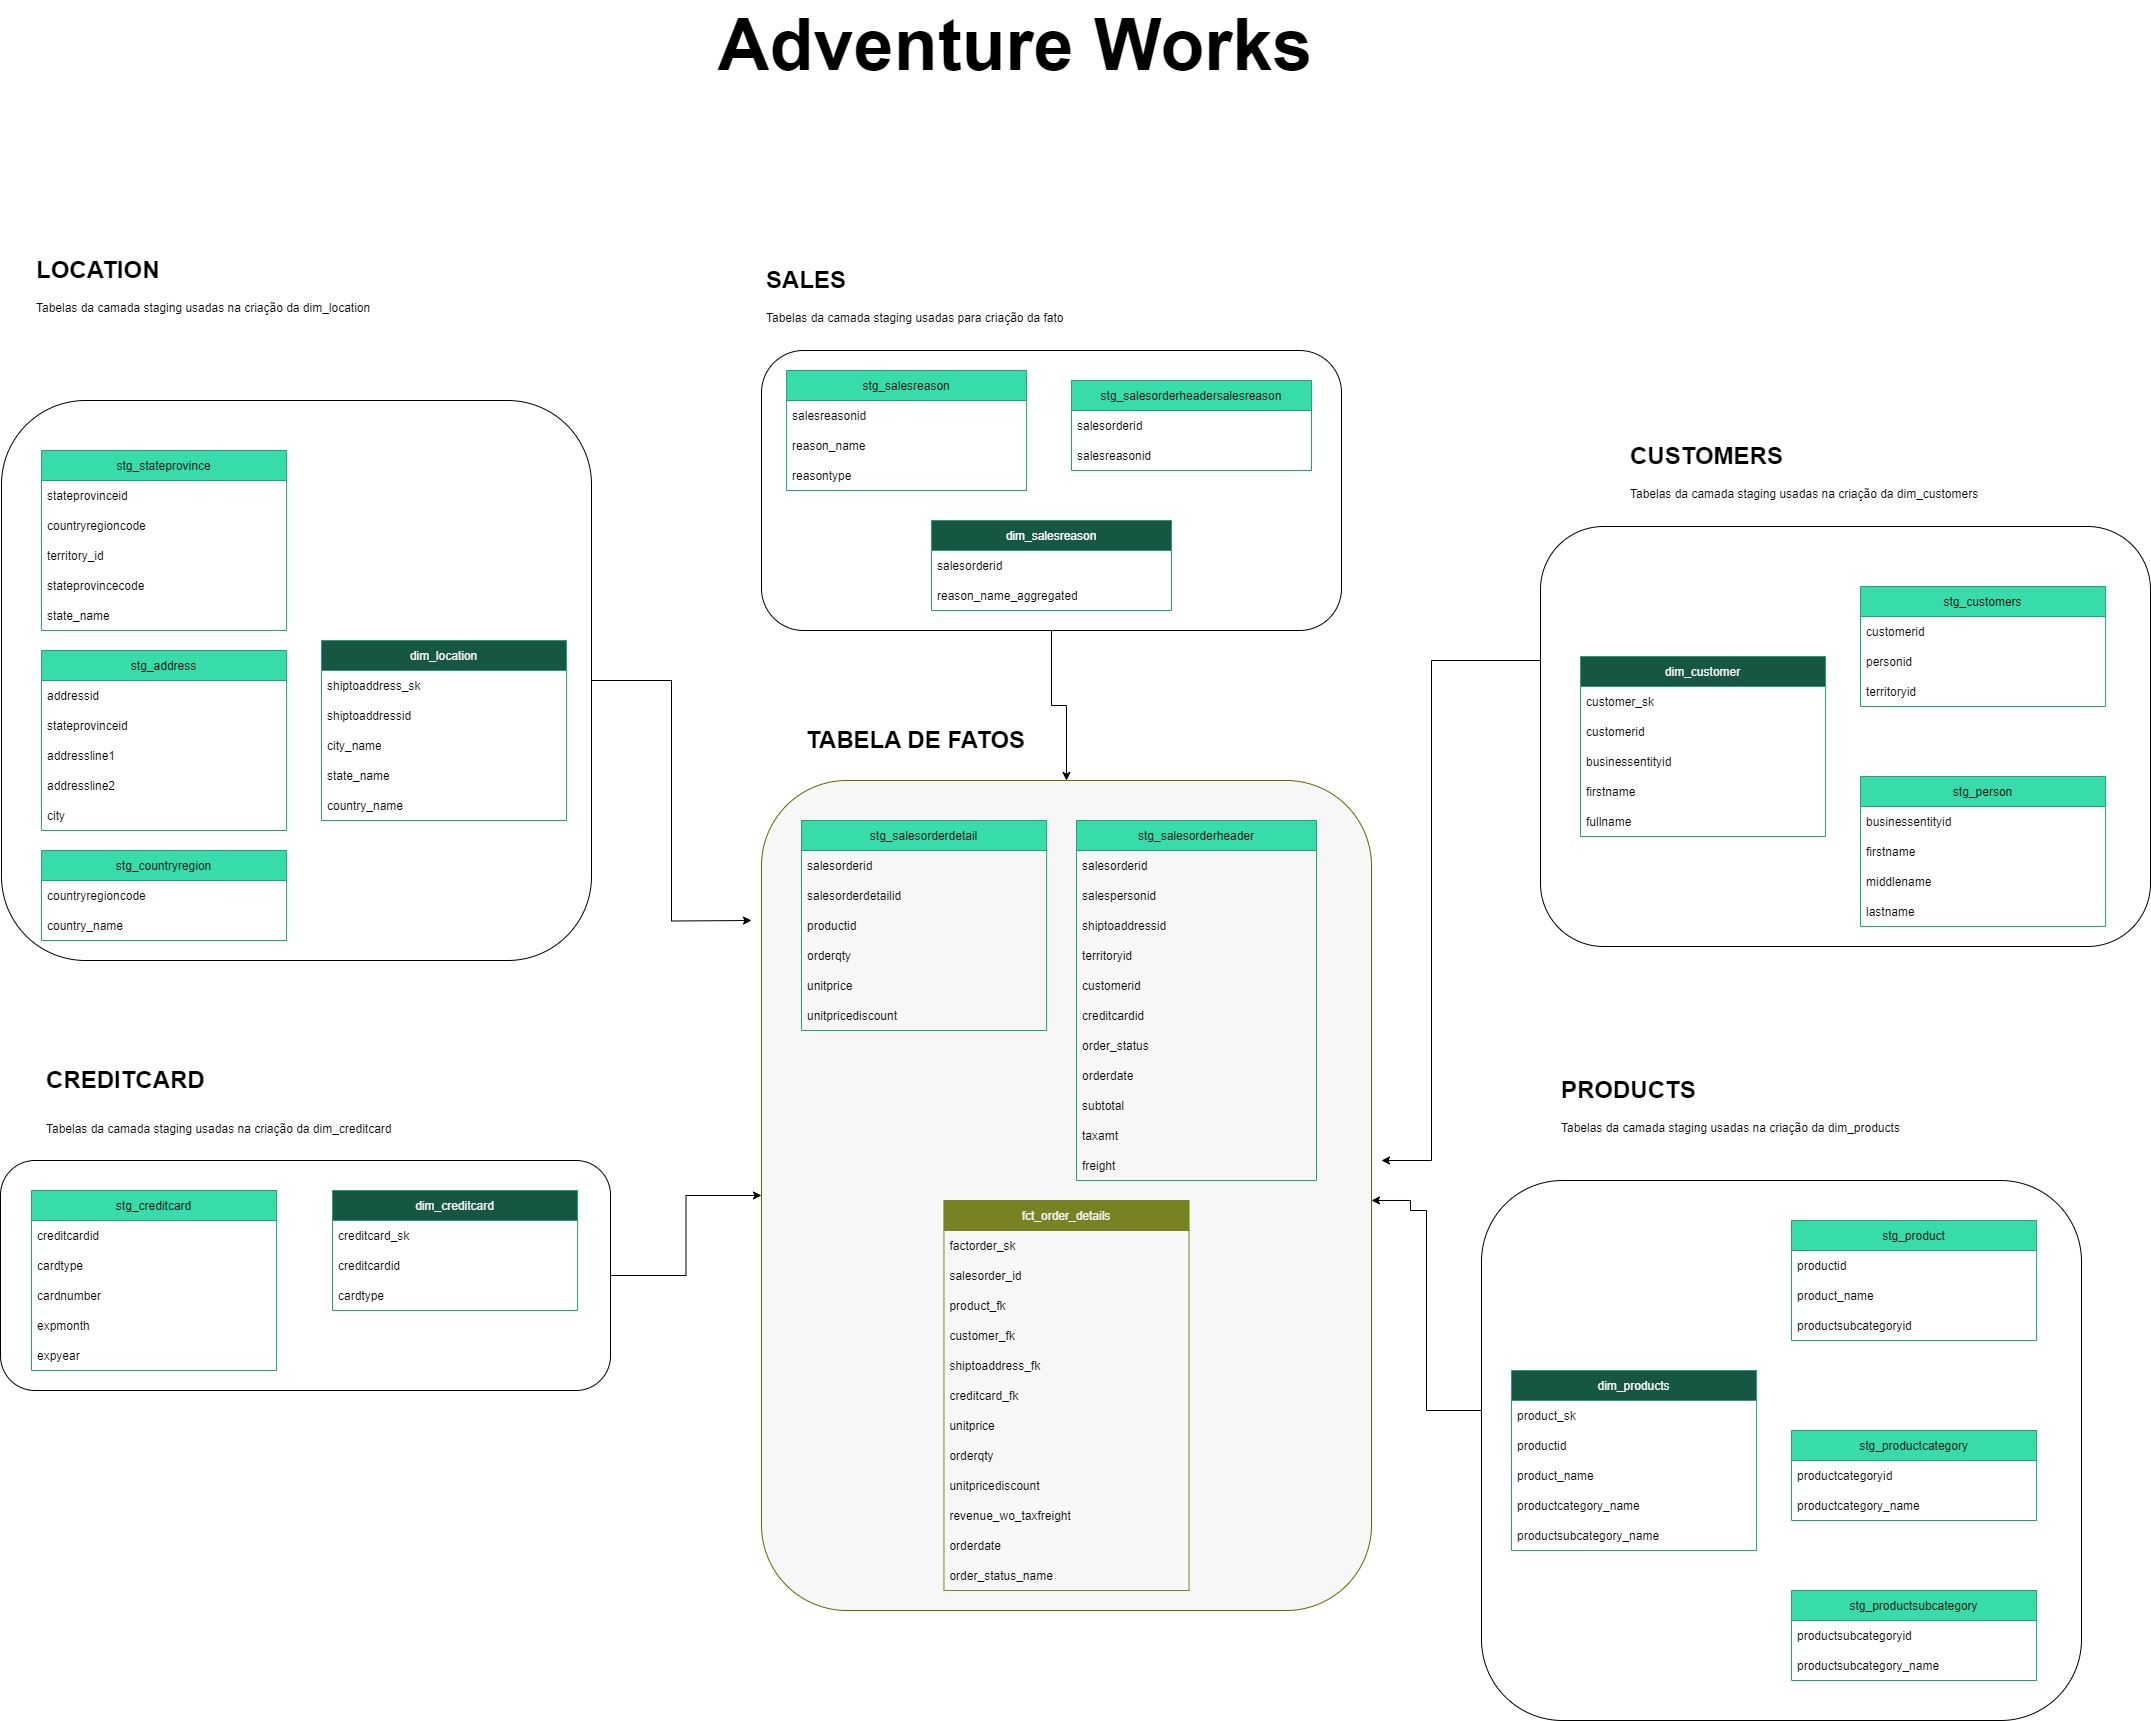 Adventure Works
LOCATION
Tabelas da camada staging usadas na criação da dim_location
stg_stateprovince
stateprovinceid
countryregioncode
territory_id
stateprovincecode
state_name
stg_address
addressid
stateprovinceid
addressline1
addressline2
city
stg_countryregion
countryregioncode
country_name
dim_location
shiptoaddress_sk
shiptoaddressid
city_name
state_name
country_name
SALES
Tabelas da camada staging usadas para criação da fato
stg_salesreason
salesreasonid
reason_name
reasontype
stg_salesorderheadersalesreason
salesorderid
salesreasonid
dim_salesreason
salesorderid
reason_name_aggregated
CUSTOMERS
Tabelas da camada staging usadas na criação da dim_customers
dim_customer
customer_sk
customerid
businessentityid
firstname
fullname
stg_customers
customerid
personid
territoryid
stg_person
businessentityid
firstname
middlename
lastname
TABELA DE FATOS
stg_salesorderdetail
salesorderid
salesorderdetailid
productid
orderqty
unitprice
unitpricediscount
stg_salesorderheader
salesorderid
salespersonid
shiptoaddressid
territoryid
customerid
creditcardid
order_status
orderdate
subtotal
taxamt
freight
fct_order_details
factorder_sk
salesorder_id
product_fk
customer_fk
shiptoaddress_fk
creditcard_fk
unitprice
orderqty
unitpricediscount
revenue_wo_taxfreight
orderdate
order_status_name
CREDITCARD
Tabelas da camada staging usadas na criação da dim_creditcard
stg_creditcard
creditcardid
cardtype
cardnumber
expmonth
expyear
dim_creditcard
creditcard_sk
creditcardid
cardtype
PRODUCTS
Tabelas da camada staging usadas na criação da dim_products
dim_products
product_sk
productid
product_name
productcategory_name
productsubcategory_name
stg_product
productid
product_name
productsubcategoryid
stg_productcategory
productcategoryid
productcategory_name
stg_productsubcategory
productsubcategoryid
productsubcategory_name